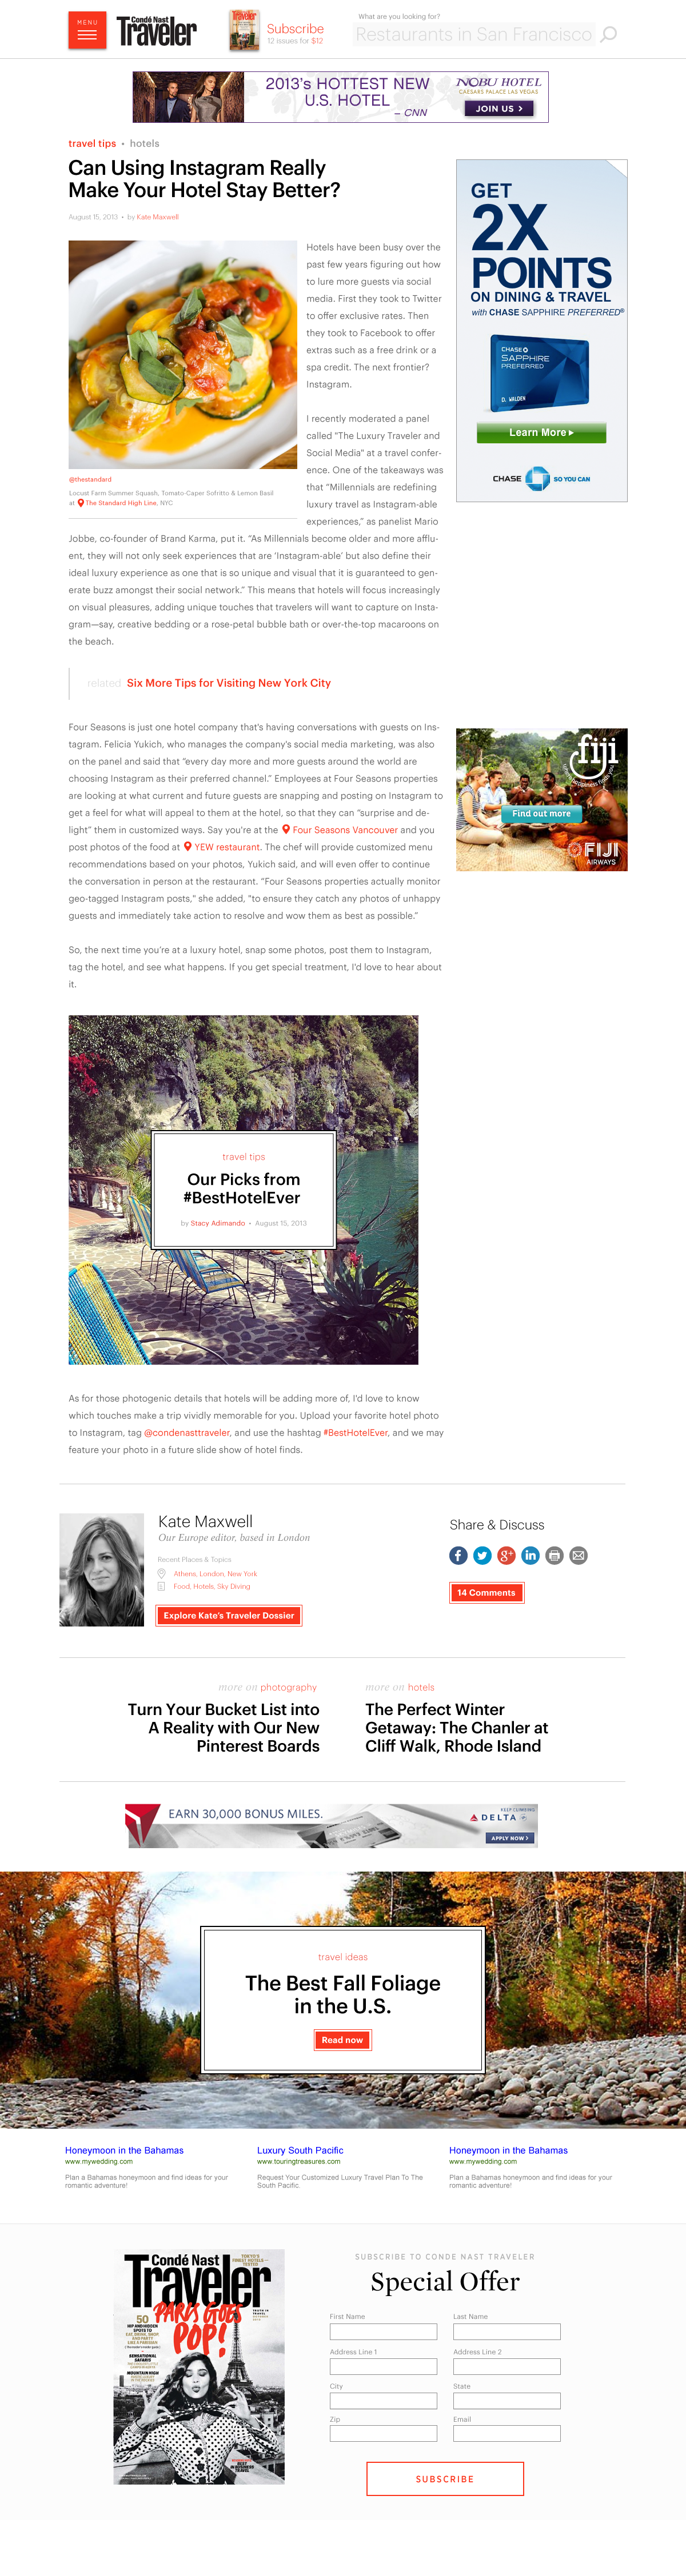 MENU
Condé Nast
Traveler
Subscribe
12 issues for $12
What are you looking for?
Restaurants in San Francisco
2013's HOTTEST NEW
U.S. HOTEL
– CNN
NOBU HOTEL
CAESARS PALACE LAS VEGAS
JOIN US >
travel tips • hotels
Can Using Instagram Really
Make Your Hotel Stay Better?
August 15, 2013 • by Kate Maxwell
Hotels have been busy over the
past few years figuring out how
to lure more guests via social
media. First they took to Twitter
to offer exclusive rates. Then
they took to Facebook to offer
extras such as a free drink or a
spa credit. The next frontier?
Instagram.
I recently moderated a panel
called "The Luxury Traveler and
Social Media" at a travel confer-
ence. One of the takeaways was
that “Millennials are redefining
luxury travel as Instagram-able
experiences,” as panelist Mario
@thestandard
Locust Farm Summer Squash, Tomato-Caper Sofritto & Lemon Basil
at The Standard High Line, NYC
Jobbe, co-founder of Brand Karma, put it. “As Millennials become older and more afflu-
ent, they will not only seek experiences that are ‘Instagram-able’ but also define their
ideal luxury experience as one that is so unique and visual that it is guaranteed to gen-
erate buzz amongst their social network.” This means that hotels will focus increasingly
on visual pleasures, adding unique touches that travelers will want to capture on Insta-
gram—say, creative bedding or a rose-petal bubble bath or over-the-top macaroons on
the beach.
GET
2X
POINTS
ON DINING & TRAVEL
with CHASE SAPPHIRE PREFERRED®
CHASE
SAPPHIRE
PREFERRED
D. WALDEN
Learn More ▸
CHASE SO YOU CAN
related Six More Tips for Visiting New York City
Four Seasons is just one hotel company that's having conversations with guests on Ins-
tagram. Felicia Yukich, who manages the company's social media marketing, was also
on the panel and said that “every day more and more guests around the world are
choosing Instagram as their preferred channel.” Employees at Four Seasons properties
are looking at what current and future guests are snapping and posting on Instagram to
get a feel for what will appeal to them at the hotel, so that they can “surprise and de-
light” them in customized ways. Say you're at the Four Seasons Vancouver and you
post photos of the food at YEW restaurant. The chef will provide customized menu
recommendations based on your photos, Yukich said, and will even offer to continue
the conversation in person at the restaurant. "Four Seasons properties actually monitor
geo-tagged Instagram posts," she added, "to ensure they catch any photos of unhappy
guests and immediately take action to resolve and wow them as best as possible.”
fiji
Find out more
FIJI
AIRWAYS
So, the next time you're at a luxury hotel, snap some photos, post them to Instagram,
tag the hotel, and see what happens. If you get special treatment, I'd love to hear about
it.
travel tips
Our Picks from
#BestHotelEver
by Stacy Adimando • August 15, 2013
As for those photogenic details that hotels will be adding more of, I'd love to know
which touches make a trip vividly memorable for you. Upload your favorite hotel photo
to Instagram, tag @condenasttraveler, and use the hashtag #BestHotelEver, and we may
feature your photo in a future slide show of hotel finds.
Kate Maxwell
Our Europe editor, based in London
Recent Places & Topics
Athens, London, New York
Food, Hotels, Sky Diving
Explore Kate's Traveler Dossier
Share & Discuss
14 Comments
more on photography
Turn Your Bucket List into
A Reality with Our New
Pinterest Boards
more on hotels
The Perfect Winter
Getaway: The Chanler at
Cliff Walk, Rhode Island
EARN 30,000 BONUS MILES.
KEEP CLIMBING
DELTA
APPLY NOW >
travel ideas
The Best Fall Foliage
in the U.S.
Read now
Honeymoon in the Bahamas
www.mywedding.com
Plan a Bahamas honeymoon and find ideas for your
romantic adventure!
Luxury South Pacific
www.touringtreasures.com
Request Your Customized Luxury Travel Plan To The
South Pacific.
Honeymoon in the Bahamas
www.mywedding.com
Plan a Bahamas honeymoon and find ideas for your
romantic adventure!
Condé Nast
Traveler
PARIS GOES
POP!
50
SENSATIONAL
SAFARIS
MOUNTAIN HIGH
SUBSCRIBE TO CONDE NAST TRAVELER
Special Offer
First Name
Last Name
Address Line 1
Address Line 2
City
State
Zip
Email
SUBSCRIBE